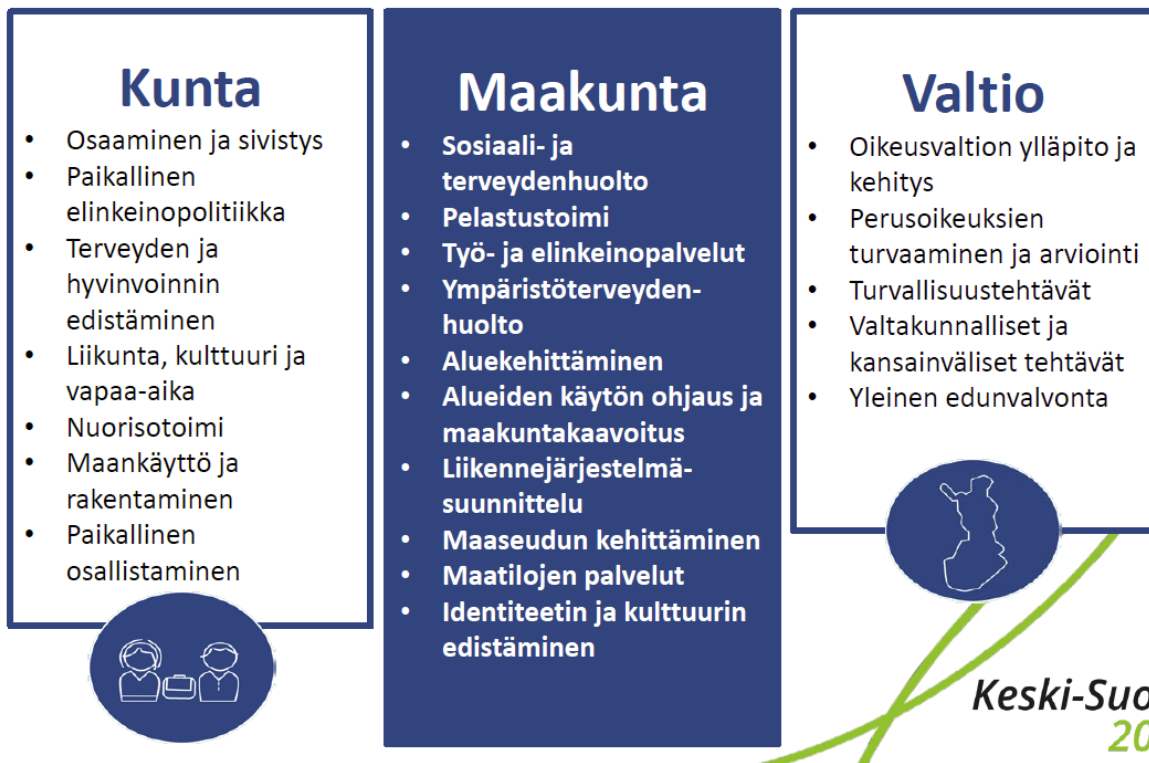 Kunta
• Osaaminen ja sivistys
• Paikallinen
elinkeinopolitiikka
• Terveyden ja
hyvinvoinnin
edistäminen
• Liikunta, kulttuuri ja
vapaa-aika
• Nuorisotoimi
• Maankäyttö ja
rakentaminen
• Paikallinen
osallistaminen
Maakunta
• Sosiaali- ja
terveydenhuolto
• Pelastustoimi
• Työ- ja elinkeinopalvelut
• Ympäristöterveyden-
huolto
• Aluekehittäminen
• Alueiden käytön ohjaus ja
maakuntakaavoitus
• Liikennejärjestelmä-
suunnittelu
• Maaseudun kehittäminen
• Maatilojen palvelut
• Identiteetin ja kulttuurin
edistäminen
Valtio
• Oikeusvaltion ylläpito ja
kehitys
• Perusoikeuksien
turvaaminen ja arviointi
• Turvallisuustehtävät
• Valtakunnalliset ja
kansainväliset tehtävät
• Yleinen edunvalvonta
Keski-Suo
20